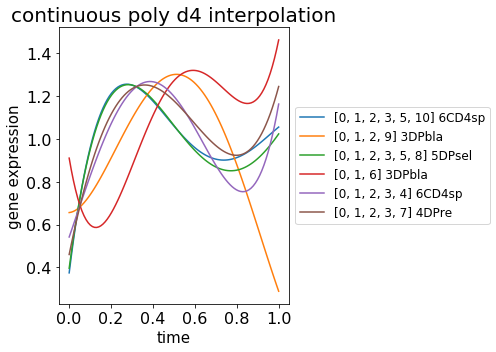 continuous poly d4 interpolation
gene expression
1.4
1.2
1.0
0.8
0.6
0.4
0.0 0.2 0.4 0.6 0.8 1.0
time
[0, 1, 2, 3, 5, 10] 6CD4sp
[0, 1, 2, 9] 3DPbla
[0, 1, 2, 3, 5, 8] 5DPsel
[0, 1, 6] 3DPbla
[0, 1, 2, 3, 4] 6CD4sp
[0, 1, 2, 3, 7] 4DPre